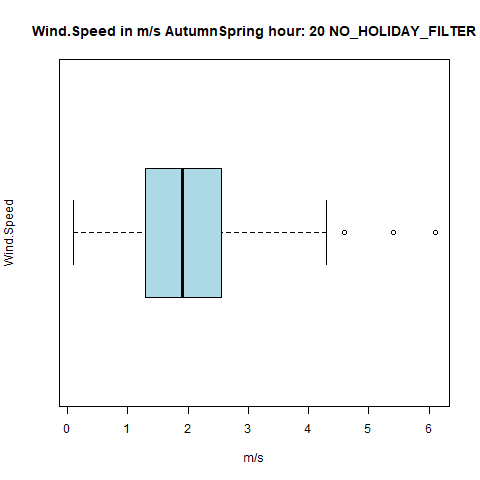 Wind.Speed in m/s AutumnSpring hour: 20 NO_HOLIDAY_FILTER
Wind.Speed
0 1 2 3 4 5 6
m/s